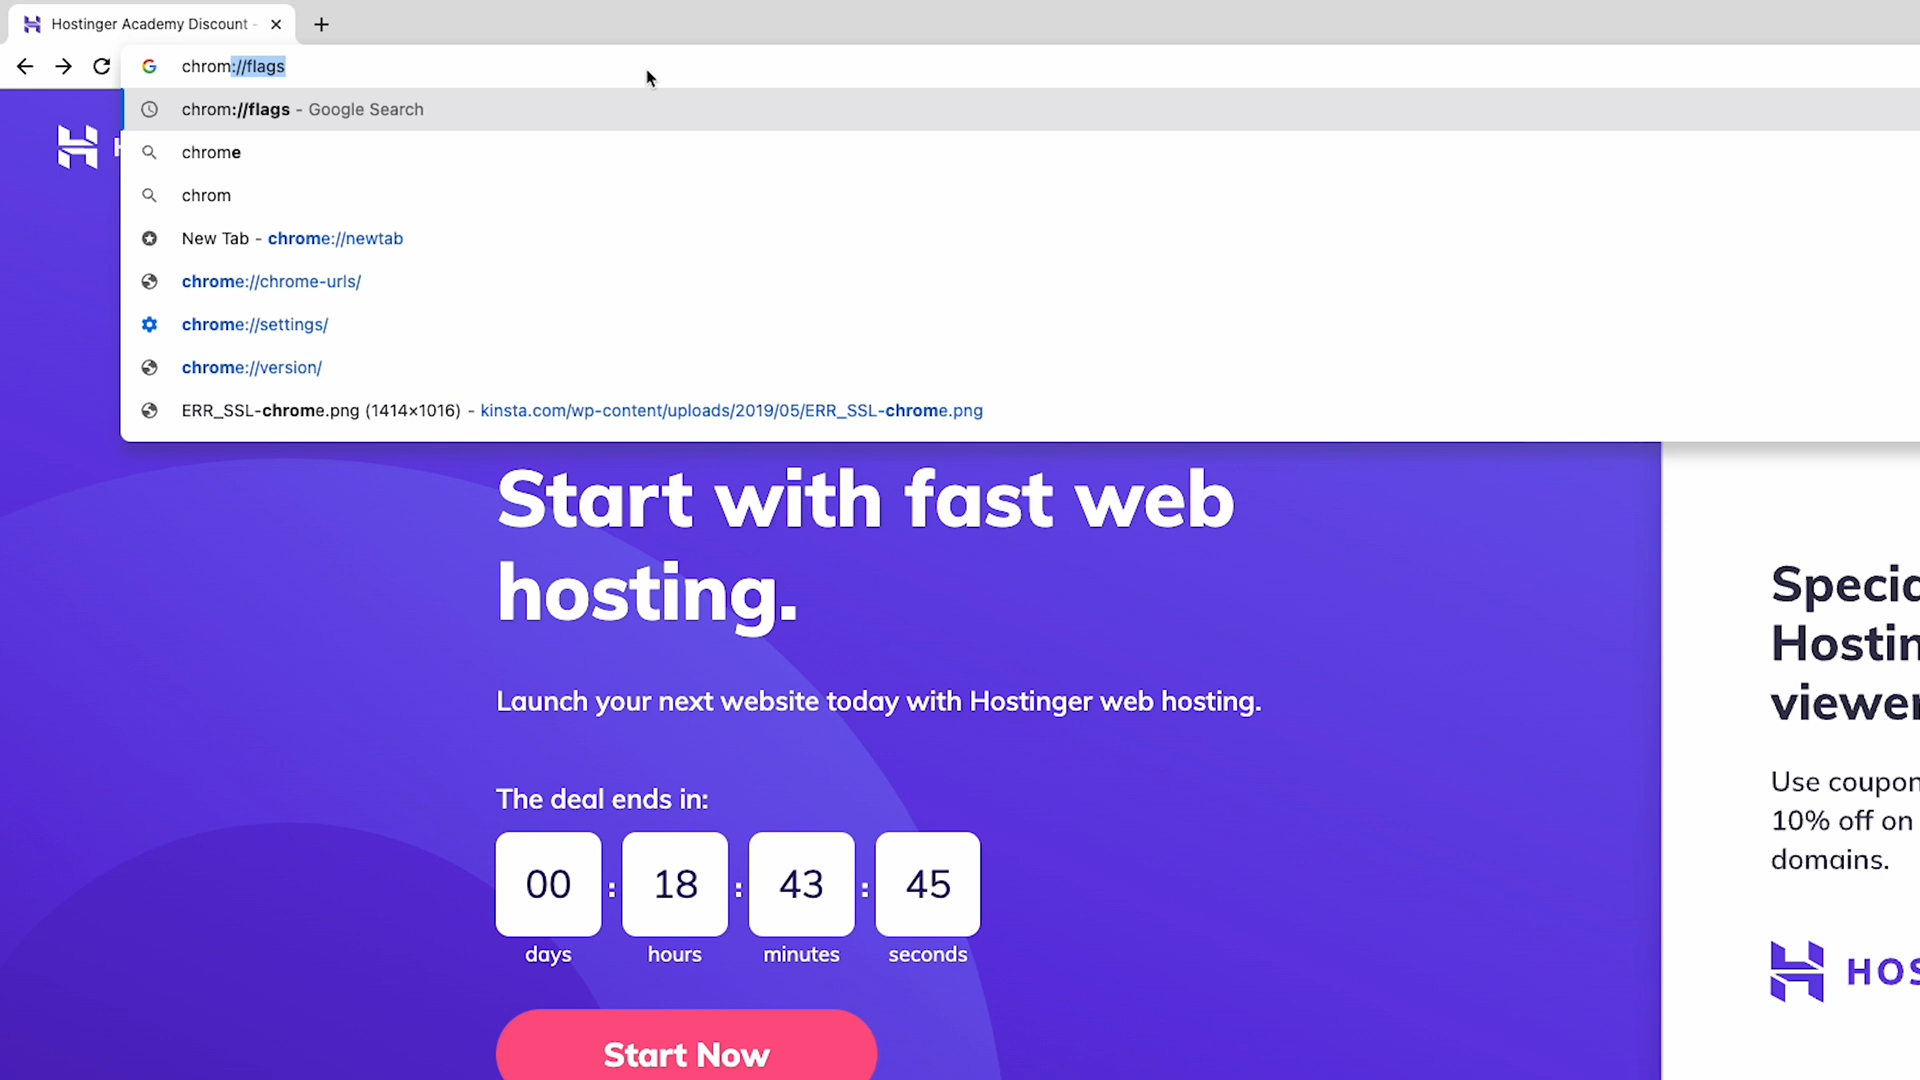 Hostinger Academy Discount -
chrom://flags
chrom://flags - Google Search
chrome
chrom
New Tab - chrome://newtab
chrome://chrome-urls/
chrome://settings/
chrome://version/
ERR_SSL-chrome.png (1414×1016) - kinsta.com/wp-content/uploads/2019/05/ERR_SSL-chrome.png
H
Start with fast web
hosting.
Launch your next website today with Hostinger web hosting.
The deal ends in:
00 : 18 : 43 : 45
days hours minutes seconds
Start Now
Specia
Hostin
viewer
Use coupon
10% off on
domains.
HOS